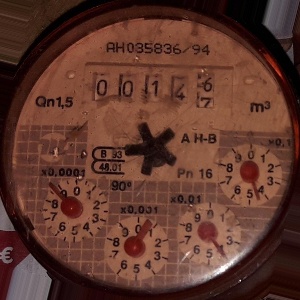 AH035836/94
0 0 1 4 6
7
Qn1,5
m³
A H-B
B 93
48.01
90°
Pn 16
x0,1
x0,0001
x0,001
x0,01
€